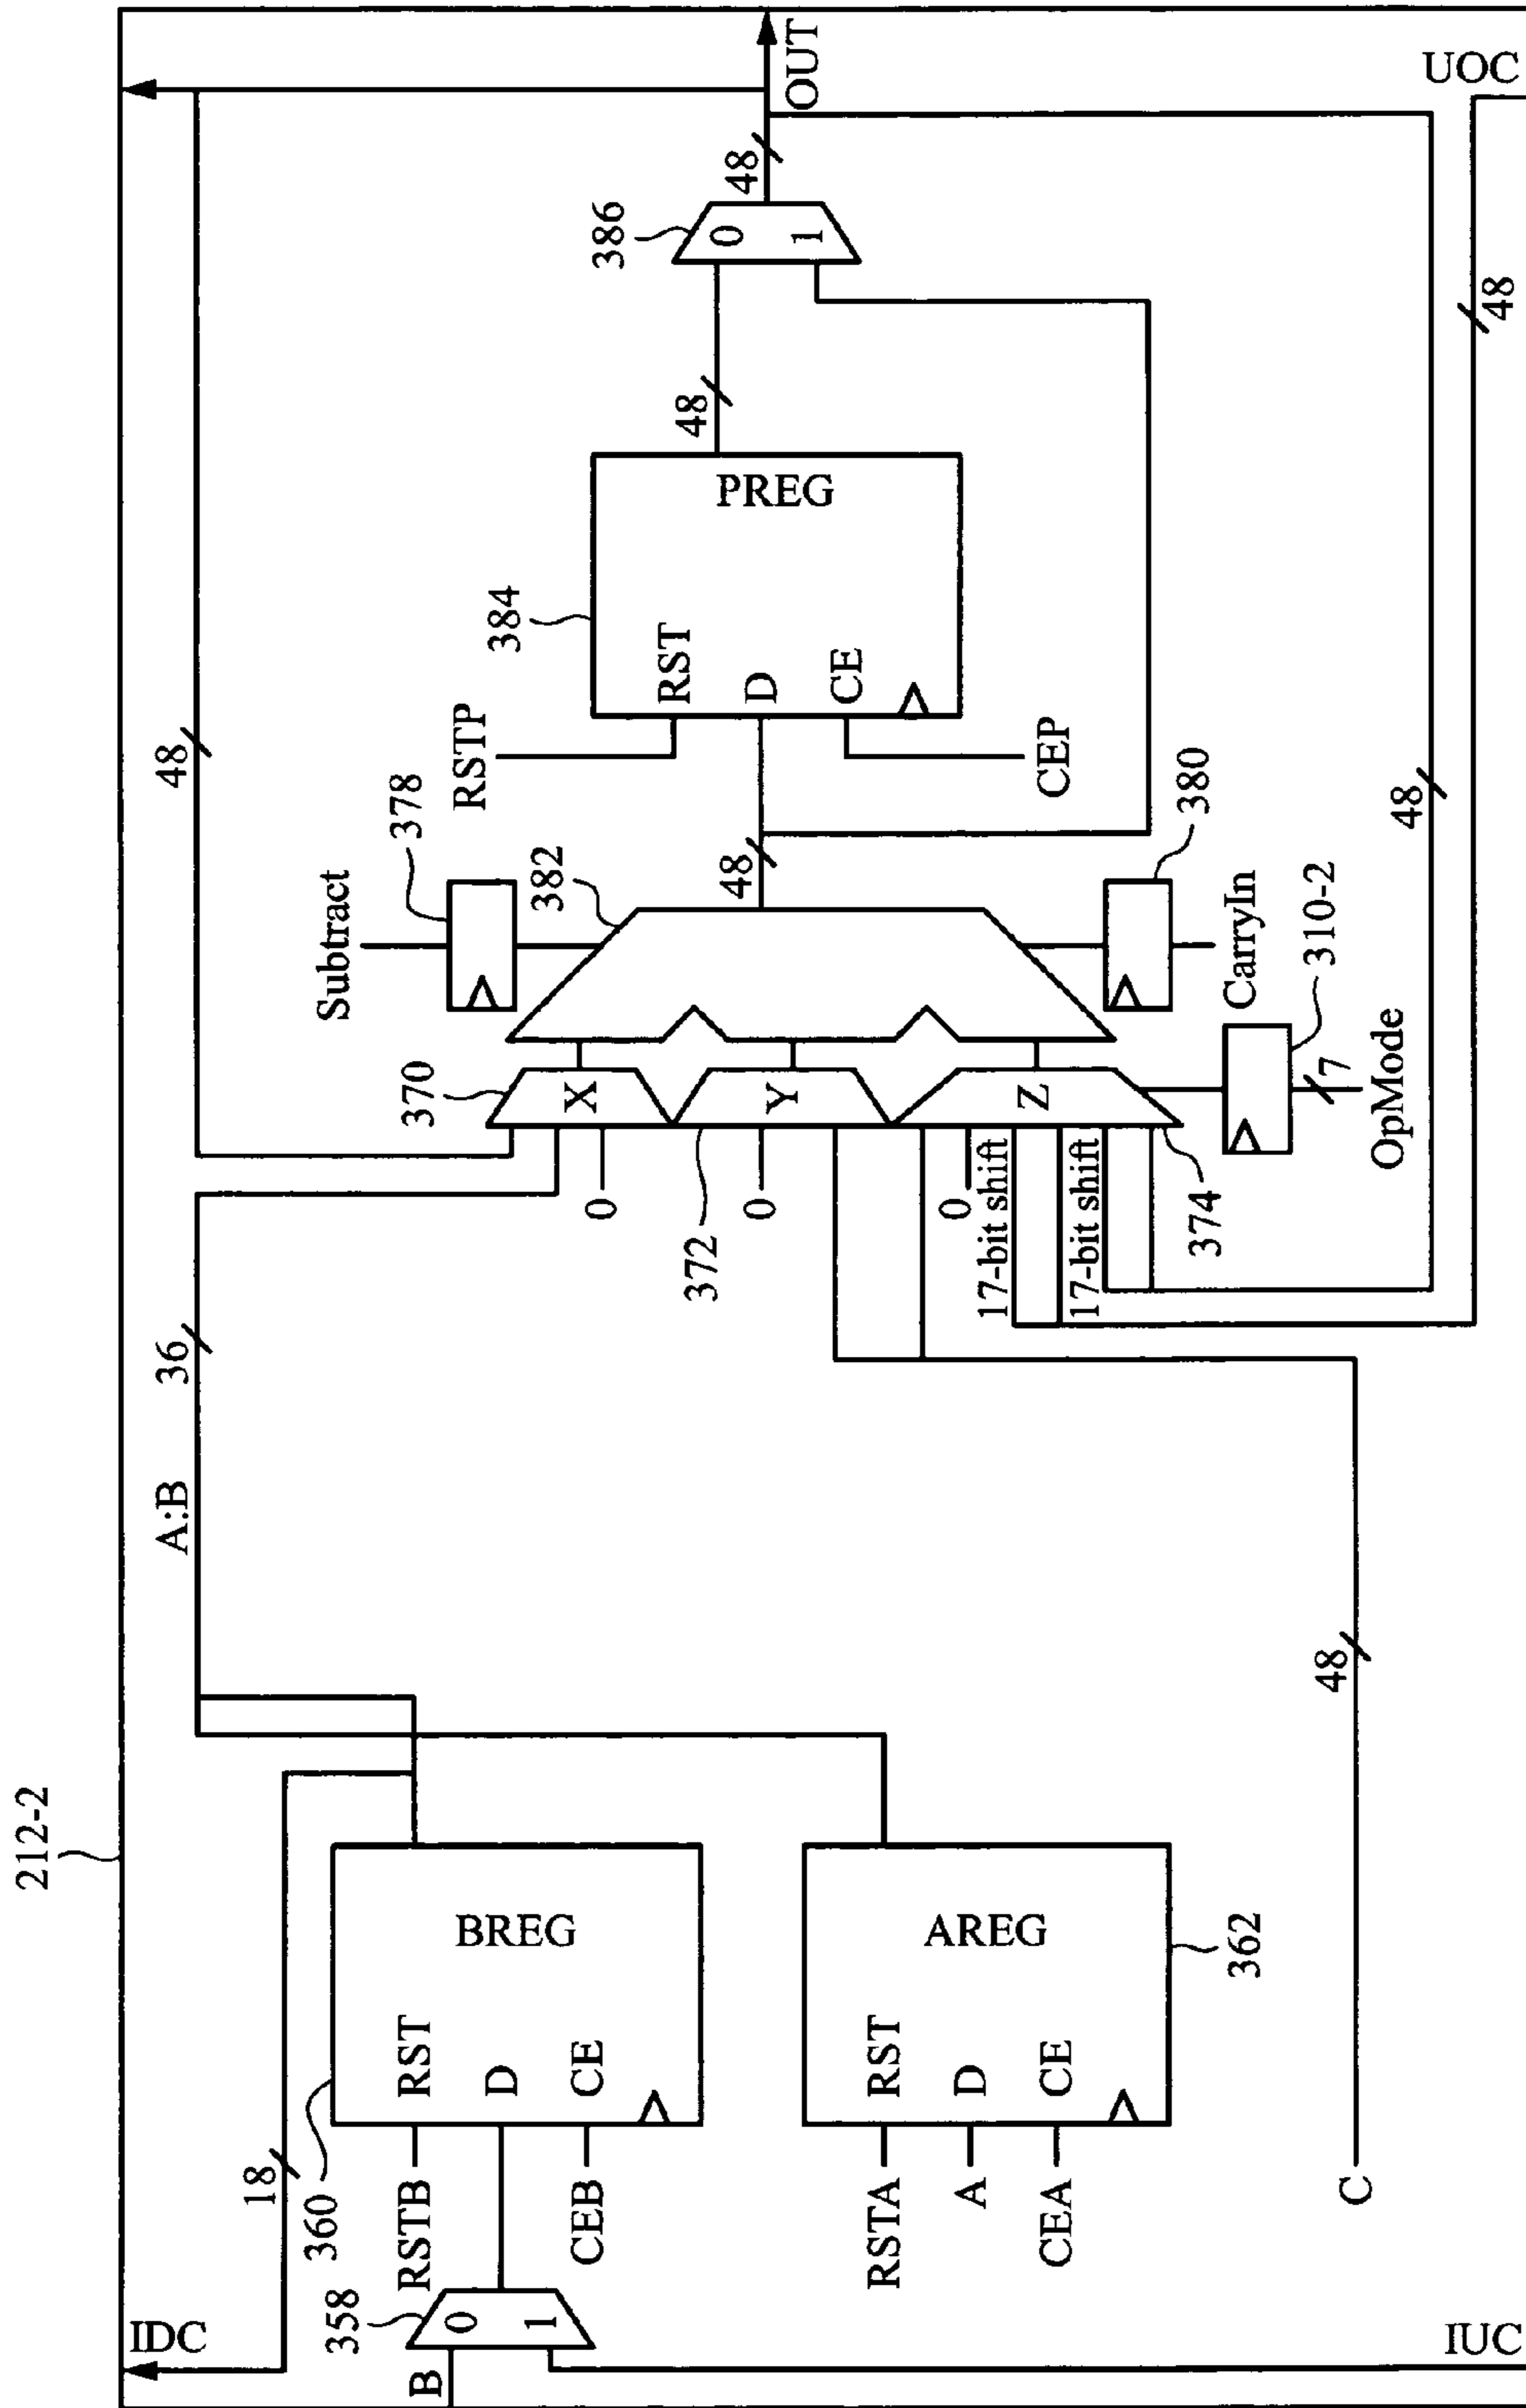 212-2
IDC
18
A:B
36
48
360
358
B
0
1
RSTB
CEB
RST
D
CE
BREG
RSTA
A
CEA
RST
D
CE
AREG
362
C
48
IUC
370
372
374
X
Y
Z
0
0
0
17-bit shift
17-bit shift
Subtract
378
382
48
380
CarryIn
310-2
7
OpMode
RSTP
CEP
384
RST
D
CE
PREG
48
386
0
1
48
OUT
48
48
UOC